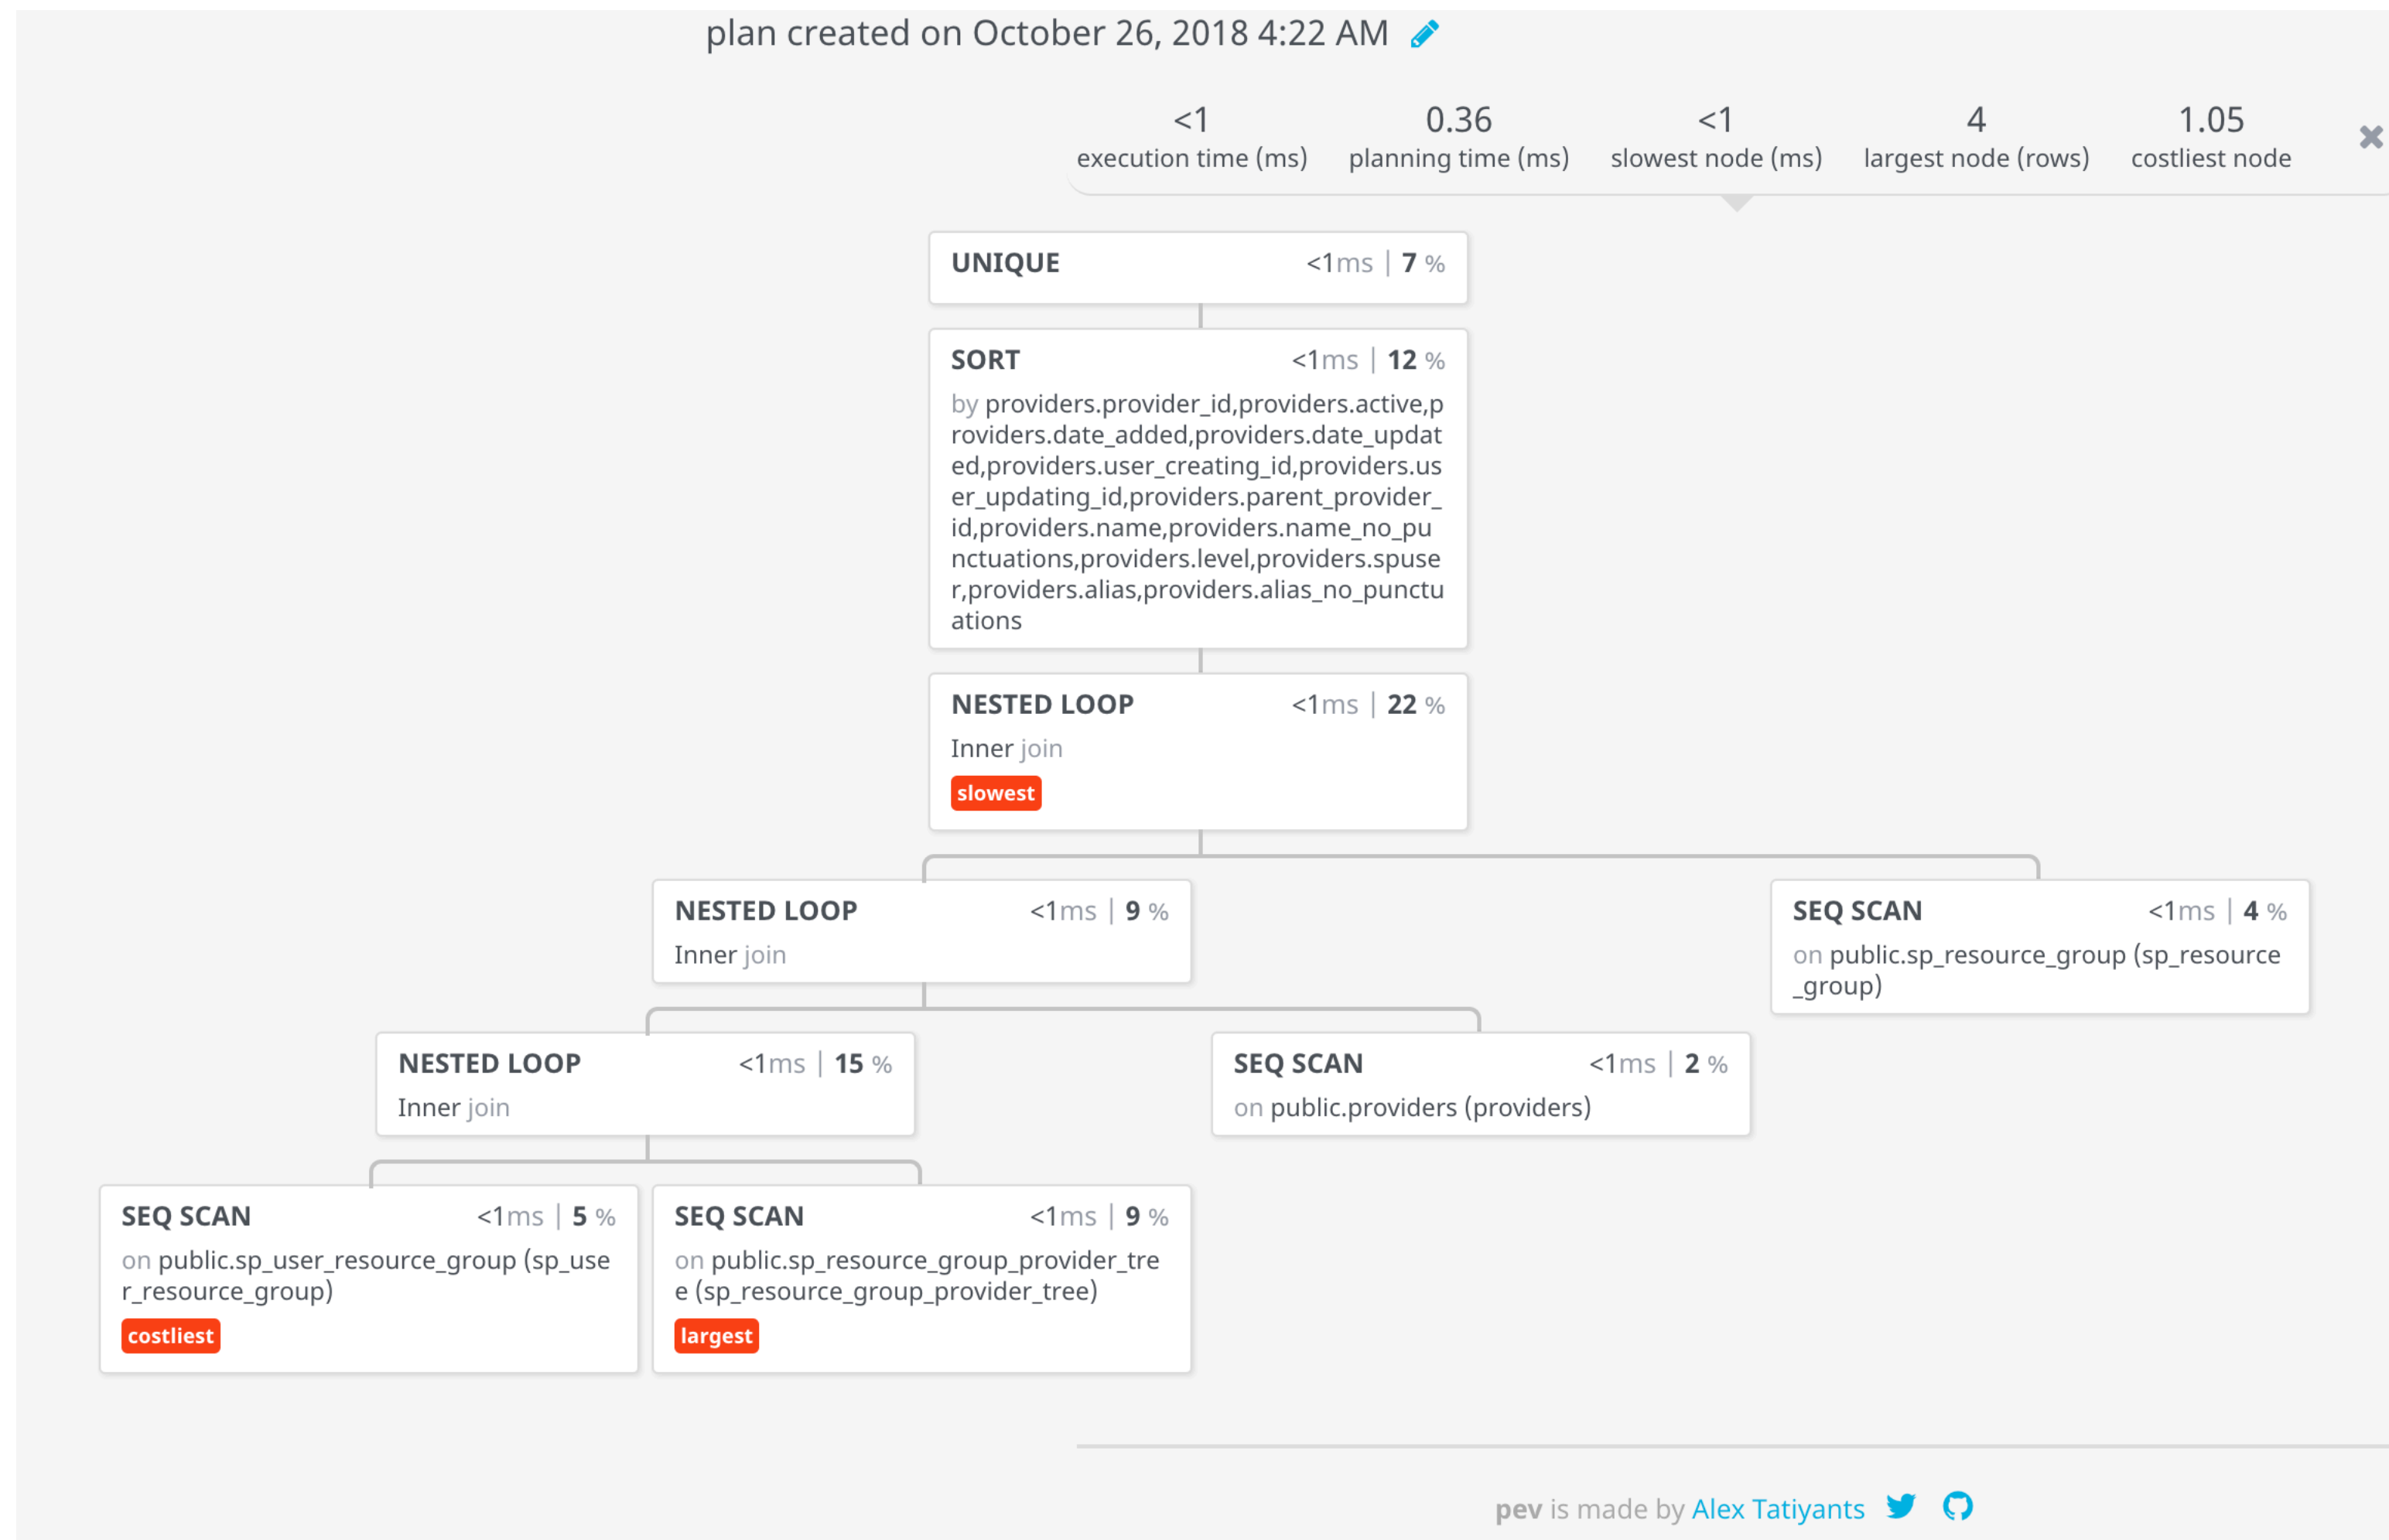 plan created on October 26, 2018 4:22 AM
<1 0.36 <1 4 1.05
execution time (ms) planning time (ms) slowest node (ms) largest node (rows) costliest node
UNIQUE <1ms | 7 %
SORT <1ms | 12 %
by providers.provider_id,providers.active,p
roviders.date_added,providers.date_updat
ed,providers.user_creating_id,providers.us
er_updating_id,providers.parent_provider_
id,providers.name,providers.name_no_pu
nctuations,providers.level,providers.spuse
r,providers.alias,providers.alias_no_punctu
ations
NESTED LOOP <1ms | 22 %
Inner join
slowest
NESTED LOOP <1ms | 9 %
Inner join
SEQ SCAN <1ms | 4 %
on public.sp_resource_group (sp_resource
_group)
NESTED LOOP <1ms | 15 %
Inner join
SEQ SCAN <1ms | 2 %
on public.providers (providers)
SEQ SCAN <1ms | 5 %
on public.sp_user_resource_group (sp_use
r_resource_group)
costliest
SEQ SCAN <1ms | 9 %
on public.sp_resource_group_provider_tre
e (sp_resource_group_provider_tree)
largest
pev is made by Alex Tatiyants